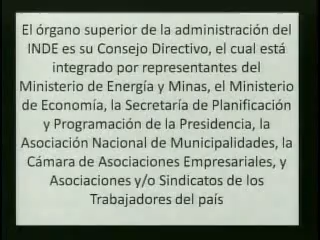 El órgano superior de la administración del
INDE es su Consejo Directivo, el cual está
integrado por representantes del
Ministerio de Energía y Minas, el Ministerio
de Economía, la Secretaría de Planificación
y Programación de la Presidencia, la
Asociación Nacional de Municipalidades, la
Cámara de Asociaciones Empresariales, y
Asociaciones y/o Sindicatos de los
Trabajadores del país